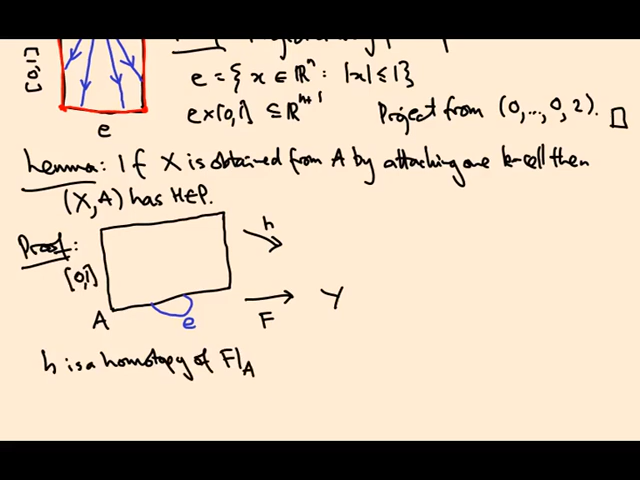 [0,1]
e
e = { x ∈ ℝⁿ : |x| ≤ 1}
e×[0,1] ⊆ ℝⁿ⁺¹
Project from (0,...,0,2). □
Lemma: If X is obtained from A by attaching one k-cell then
(X,A) has HEP.
Proof:
h
[0,1]
A
e
F
Y
h is a homotopy of F|_A